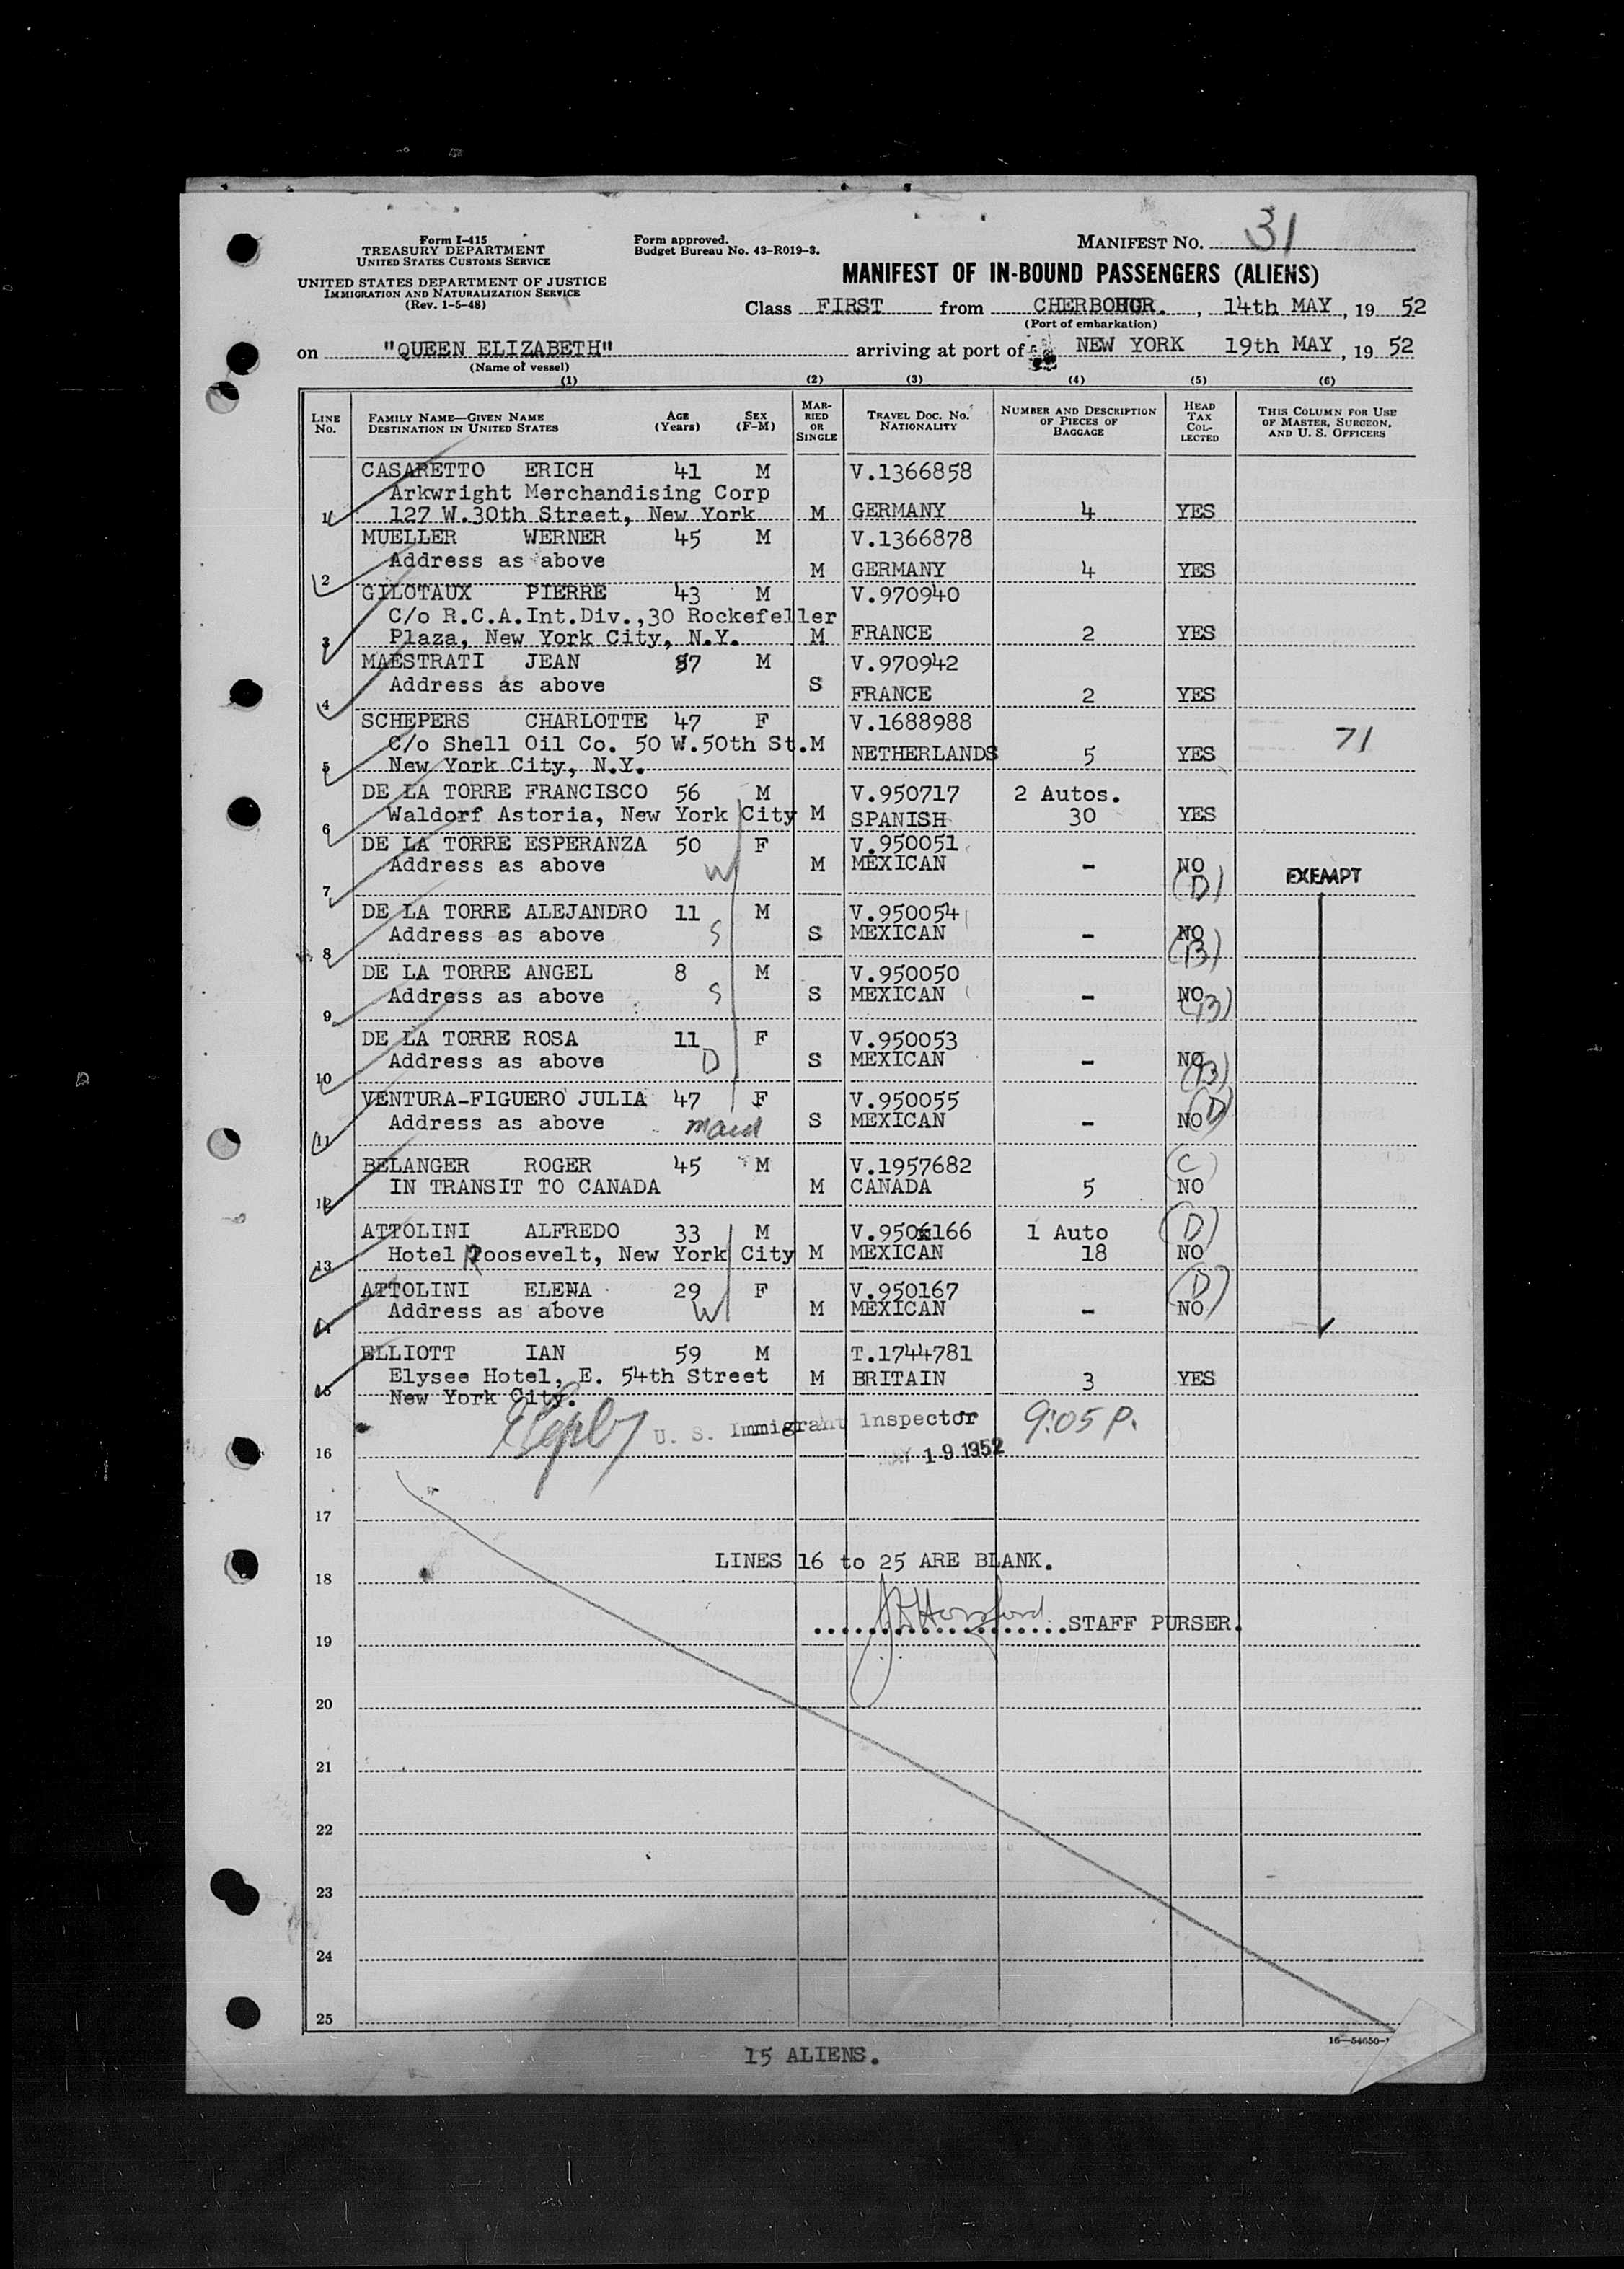 Form I-415
TREASURY DEPARTMENT
UNITED STATES CUSTOMS SERVICE
UNITED STATES DEPARTMENT OF JUSTICE
IMMIGRATION AND NATURALIZATION SERVICE
(Rev. 1-5-48)
Form approved.
Budget Bureau No. 43-R019-3.
MANIFEST NO. 31
MANIFEST OF IN-BOUND PASSENGERS (ALIENS)
Class FIRST from CHERBOURG. , 14th MAY , 19 52
(Port of embarkation)
on "QUEEN ELIZABETH" arriving at port of NEW YORK 19th MAY , 19 52
(Name of vessel)
(1) (2) (3) (4) (5) (6)
LINE No. FAMILY NAME—GIVEN NAME DESTINATION IN UNITED STATES AGE (Years) SEX (F-M) MARRIED OR SINGLE TRAVEL DOC. NO. NATIONALITY NUMBER AND DESCRIPTION OF PIECES OF BAGGAGE HEAD TAX COLLECTED THIS COLUMN FOR USE OF MASTER, SURGEON, AND U. S. OFFICERS
CASARETTO ERICH 41 M V.1366858
Arkwright Merchandising Corp
1 127 W.30th Street, New York M GERMANY 4 YES
MUELLER WERNER 45 M V.1366878
Address as above
2 M GERMANY 4 YES
GILOTAUX PIERRE 43 M V.970940
C/o R.C.A.Int.Div.,30 Rockefeller
3 Plaza, New York City, N.Y. M FRANCE 2 YES
MAESTRATI JEAN 57 M V.970942
Address as above S
4 FRANCE 2 YES
SCHEPERS CHARLOTTE 47 F V.1688988 71
C/o Shell Oil Co. 50 W.50th St. M NETHERLANDS 5 YES
5 New York City, N.Y.
DE LA TORRE FRANCISCO 56 M V.950717 2 Autos.
6 Waldorf Astoria, New York City M SPANISH 30 YES
DE LA TORRE ESPERANZA 50 F V.950051
Address as above W M MEXICAN - NO EXEMPT
7 (D)
DE LA TORRE ALEJANDRO 11 M V.950054
Address as above S S MEXICAN - NO
8 (B)
DE LA TORRE ANGEL 8 M V.950050
Address as above S S MEXICAN - NO
9 (B)
DE LA TORRE ROSA 11 F V.950053
Address as above D S MEXICAN - NO
10 (B)
VENTURA-FIGUERO JULIA 47 F V.950055 (D)
Address as above maid S MEXICAN - NO
11
BELANGER ROGER 45 M V.1957682 (C)
IN TRANSIT TO CANADA M CANADA 5 NO
12
ATTOLINI ALFREDO 33 M V.950166 1 Auto (D)
13 Hotel Roosevelt, New York City M MEXICAN 18 NO
ATTOLINI ELENA 29 F V.950167 (D)
Address as above W M MEXICAN - NO
14
ELLIOTT IAN 59 M T.1744781
Elysee Hotel, E. 54th Street M BRITAIN 3 YES
15 New York City.
U. S. Immigrant Inspector 9:05 P.
16 MAY 19 1952
17
LINES 16 to 25 ARE BLANK.
18
STAFF PURSER.
19
20
21
22
23
24
25
16—54650-1
15 ALIENS.